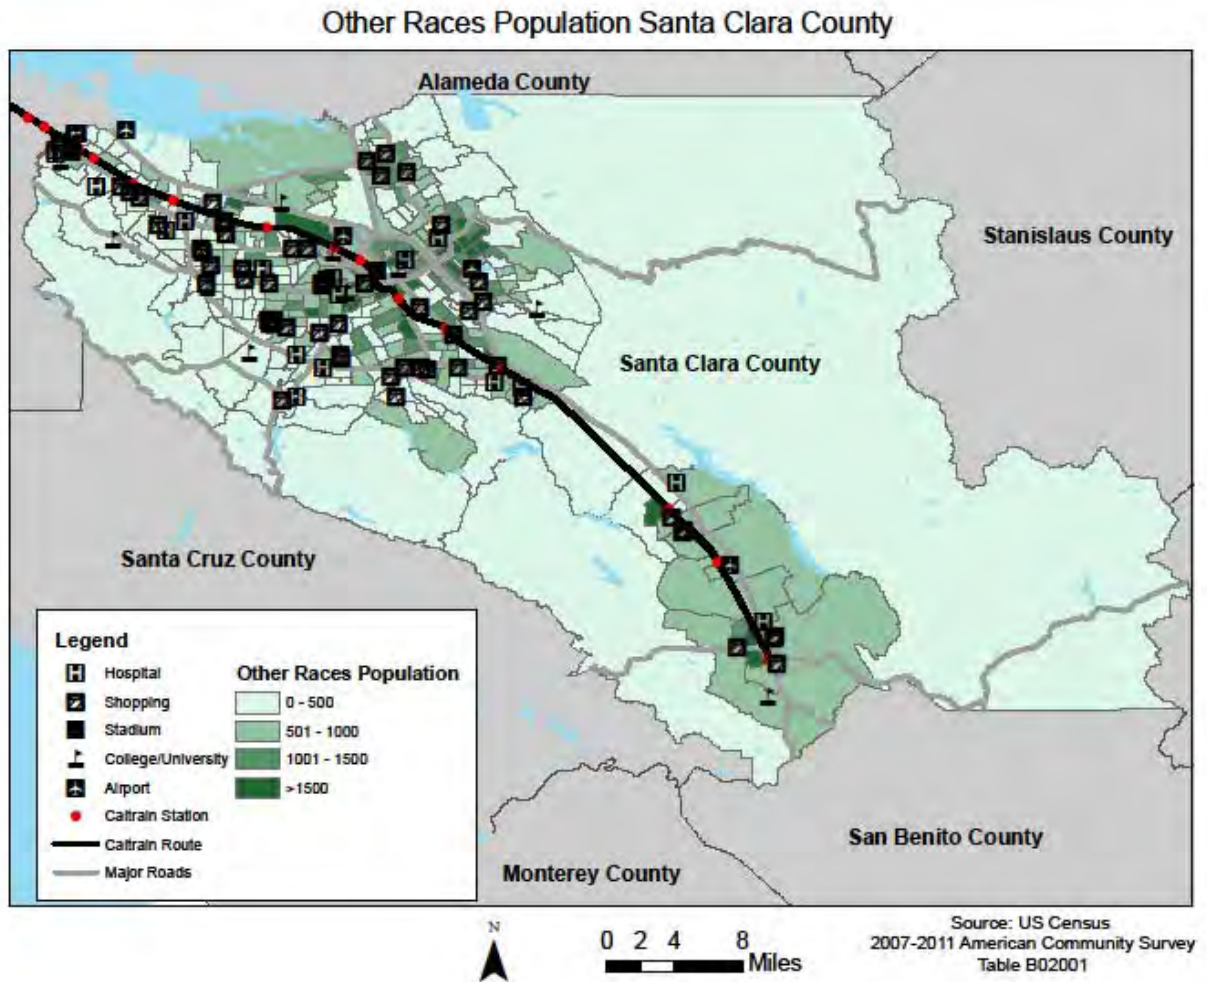 Other Races Population Santa Clara County
Alameda County
Stanislaus County
Santa Clara County
Santa Cruz County
Legend
Hospital
Shopping
Stadium
College/University
Airport
Caltrain Station
Caltrain Route
Major Roads
Other Races Population
0 - 500
501 - 1000
1001 - 1500
>1500
San Benito County
Monterey County
N
0 2 4 8
Miles
Source: US Census
2007-2011 American Community Survey
Table B02001